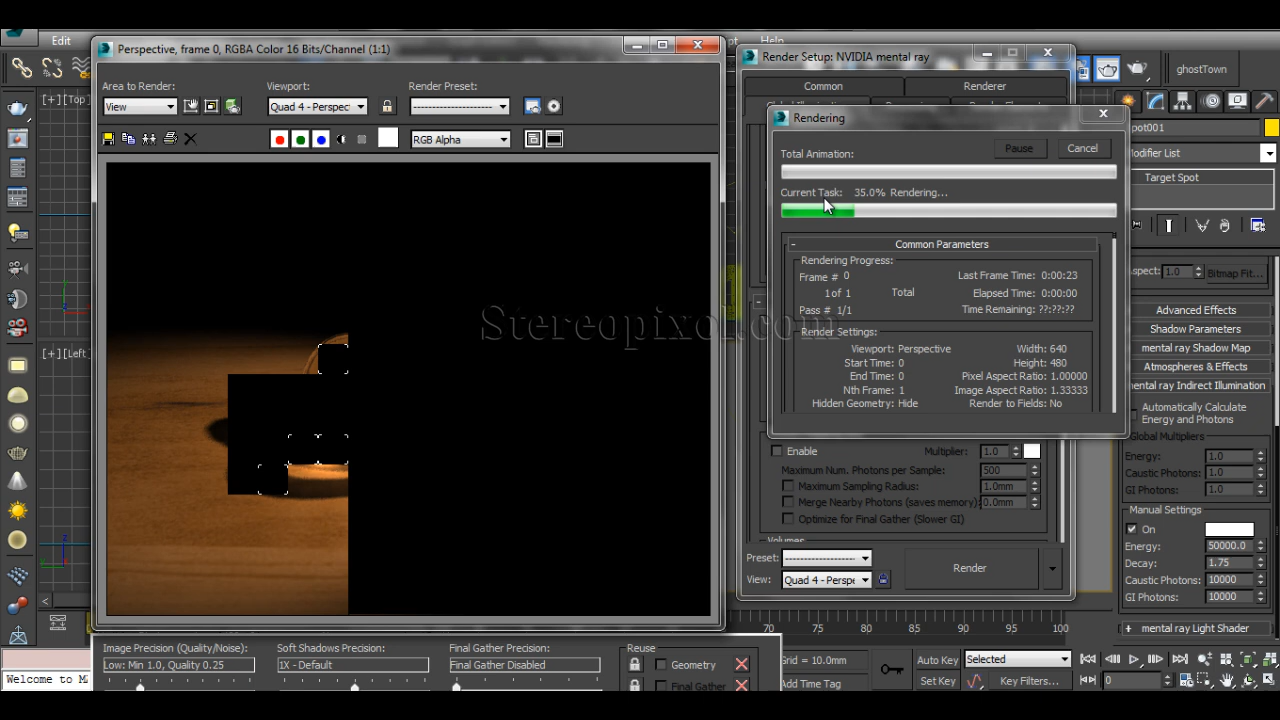 Edit
Perspective, frame 0, RGBA Color 16 Bits/Channel (1:1)
Area to Render:
View
Viewport:
Quad 4 - Perspec
Render Preset:
--------------------
RGB Alpha
[+][Top]
[+][Left]
Render Setup: NVIDIA mental ray
Common
Renderer
Rendering
Total Animation:
Pause
Cancel
Current Task: 35.0% Rendering...
Common Parameters
Rendering Progress:
Frame # 0
Last Frame Time: 0:00:23
1 of 1
Total
Elapsed Time: 0:00:00
Pass # 1/1
Time Remaining: ??:??:??
Render Settings:
Viewport: Perspective
Width: 640
Start Time: 0
Height: 480
End Time: 0
Pixel Aspect Ratio: 1.00000
Nth Frame: 1
Image Aspect Ratio: 1.33333
Hidden Geometry: Hide
Render to Fields: No
Stereopixol.com
Enable
Multiplier: 1.0
Maximum Num. Photons per Sample: 500
Maximum Sampling Radius: 1.0mm
Merge Nearby Photons (saves memory): 0.0mm
Optimize for Final Gather (Slower GI)
Volumes
Preset: --------------------
View: Quad 4 - Perspe
Render
ghostTown
pot001
Modifier List
Target Spot
Aspect: 1.0
Bitmap Fit...
Advanced Effects
Shadow Parameters
mental ray Shadow Map
Atmospheres & Effects
mental ray Indirect Illumination
Automatically Calculate
Energy and Photons
Global Multipliers
Energy: 1.0
Caustic Photons: 1.0
GI Photons: 1.0
Manual Settings
On
Energy: 50000.0
Decay: 1.75
Caustic Photons: 10000
GI Photons: 10000
mental ray Light Shader
70 75 80 85 90 95 100
Image Precision (Quality/Noise):
Low: Min 1.0, Quality 0.25
Soft Shadows Precision:
1X - Default
Final Gather Precision:
Final Gather Disabled
Reuse
Geometry
Final Gather
Welcome to MA
Grid = 10.0mm
Add Time Tag
Auto Key
Selected
Set Key
Key Filters...
0